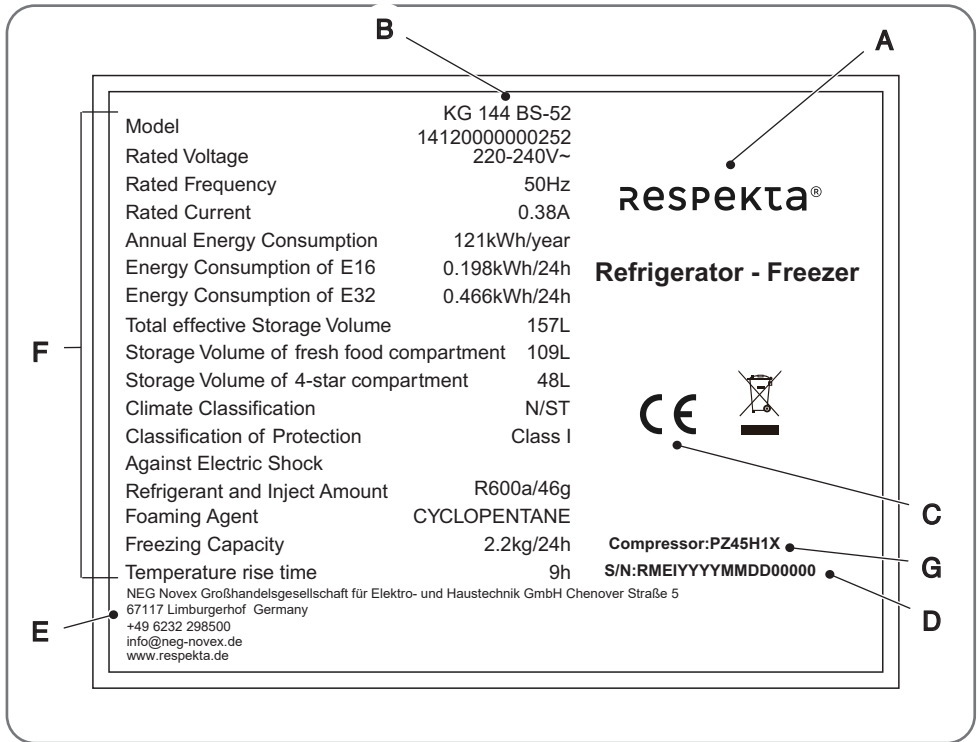 B
A
KG 144 BS-52
Model
14120000000252
Rated Voltage 220-240V~
Rated Frequency 50Hz
Rated Current 0.38A
Annual Energy Consumption 121kWh/year
Energy Consumption of E16 0.198kWh/24h
Energy Consumption of E32 0.466kWh/24h
Total effective Storage Volume 157L
Storage Volume of fresh food compartment 109L
Storage Volume of 4-star compartment 48L
Climate Classification N/ST
Classification of Protection Class I
Against Electric Shock
Refrigerant and Inject Amount R600a/46g
Foaming Agent CYCLOPENTANE
Freezing Capacity 2.2kg/24h
Temperature rise time 9h
F
NEG Novex Großhandelsgesellschaft für Elektro- und Haustechnik GmbH Chenover Straße 5
67117 Limburgerhof Germany
+49 6232 298500
info@neg-novex.de
www.respekta.de
E
Respekta®
Refrigerator - Freezer
CE
C
Compressor:PZ45H1X
G
S/N:RMEIYYYYMMDD00000
D